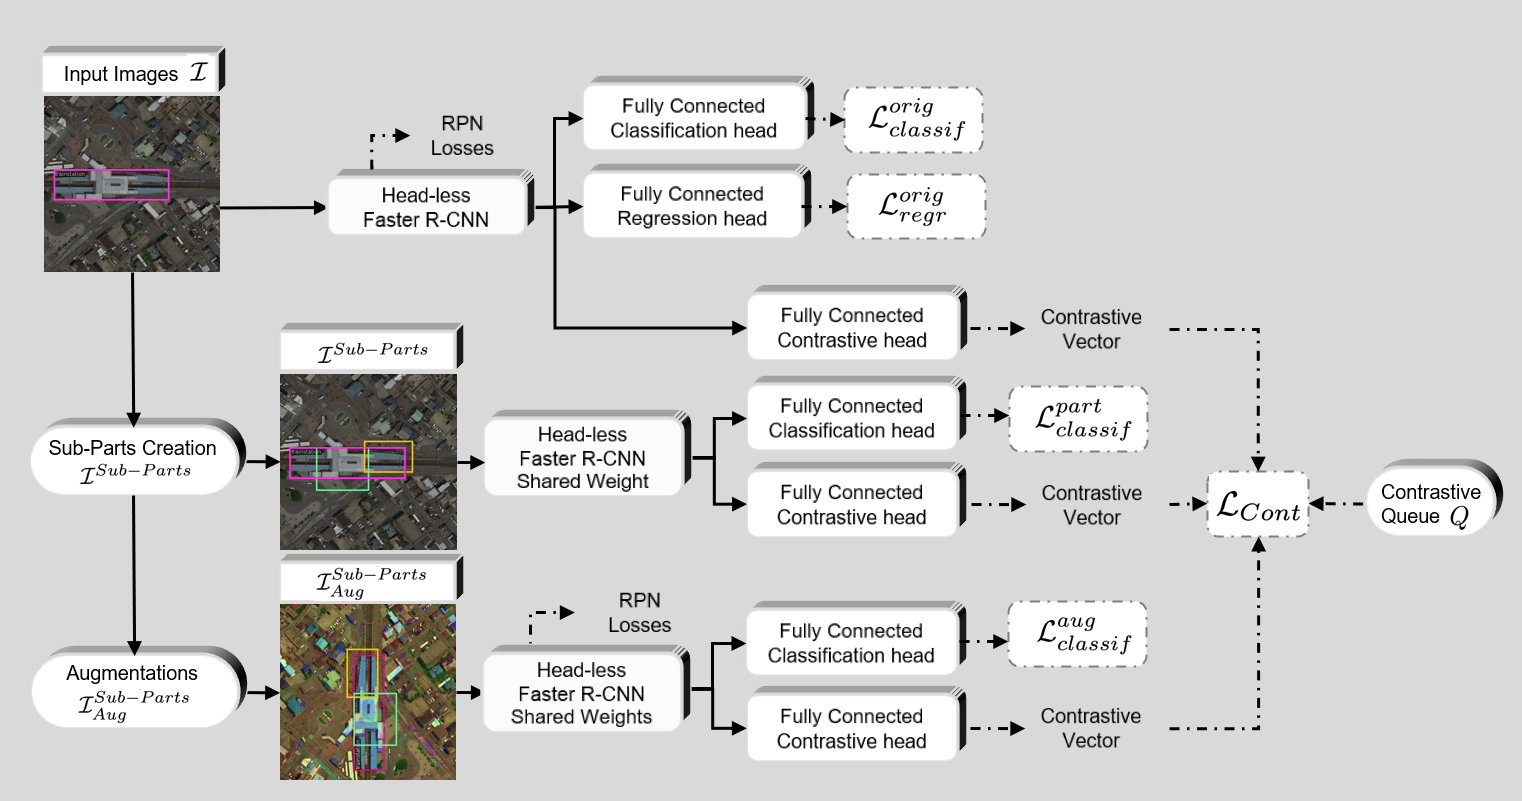 Input Images $\mathcal{I}$
trainstation
RPN
Losses
Head-less
Faster R-CNN
Fully Connected
Classification head
$\mathcal{L}_{classif}^{orig}$
Fully Connected
Regression head
$\mathcal{L}_{regr}^{orig}$
Fully Connected
Contrastive head
Contrastive
Vector
Sub-Parts Creation
$\mathcal{I}^{Sub-Parts}$
$\mathcal{I}^{Sub-Parts}$
trainstation
Head-less
Faster R-CNN
Shared Weight
Fully Connected
Classification head
$\mathcal{L}_{classif}^{part}$
Fully Connected
Contrastive head
Contrastive
Vector
$\mathcal{L}_{Cont}$
Contrastive
Queue $Q$
Augmentations
$\mathcal{I}_{Aug}^{Sub-Parts}$
$\mathcal{I}_{Aug}^{Sub-Parts}$
trainstation
RPN
Losses
Head-less
Faster R-CNN
Shared Weights
Fully Connected
Classification head
$\mathcal{L}_{classif}^{aug}$
Fully Connected
Contrastive head
Contrastive
Vector